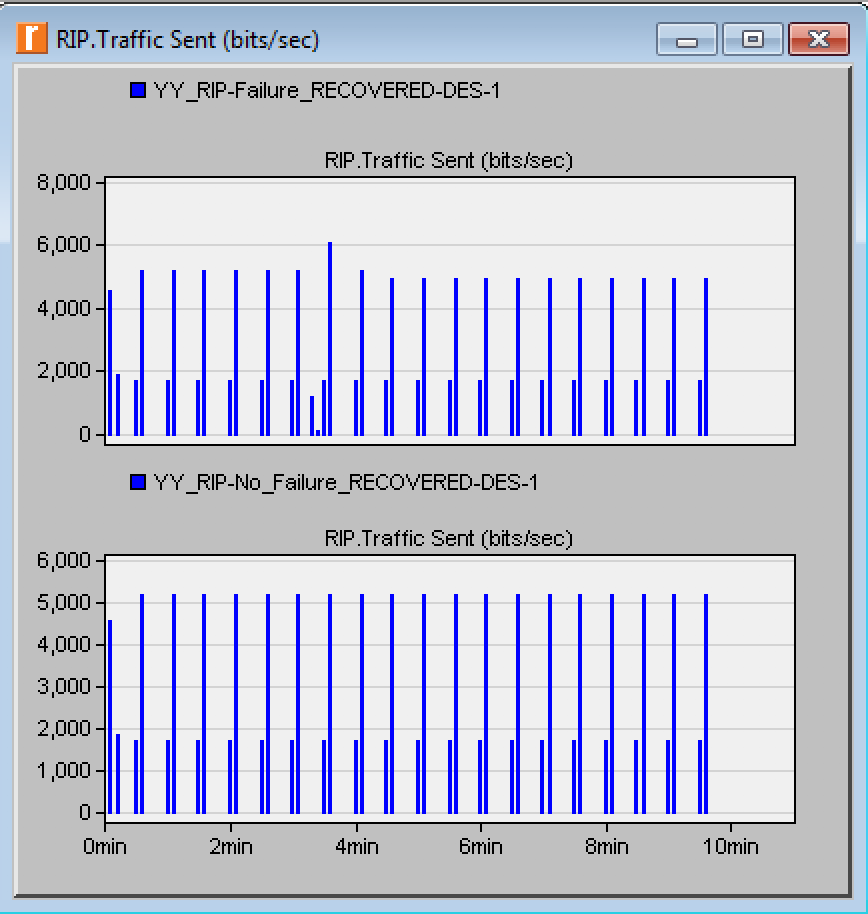 RIP.Traffic Sent (bits/sec)
YY_RIP-Failure_RECOVERED-DES-1
RIP.Traffic Sent (bits/sec)
8,000
6,000
4,000
2,000
0
YY_RIP-No_Failure_RECOVERED-DES-1
RIP.Traffic Sent (bits/sec)
6,000
5,000
4,000
3,000
2,000
1,000
0
0min 2min 4min 6min 8min 10min